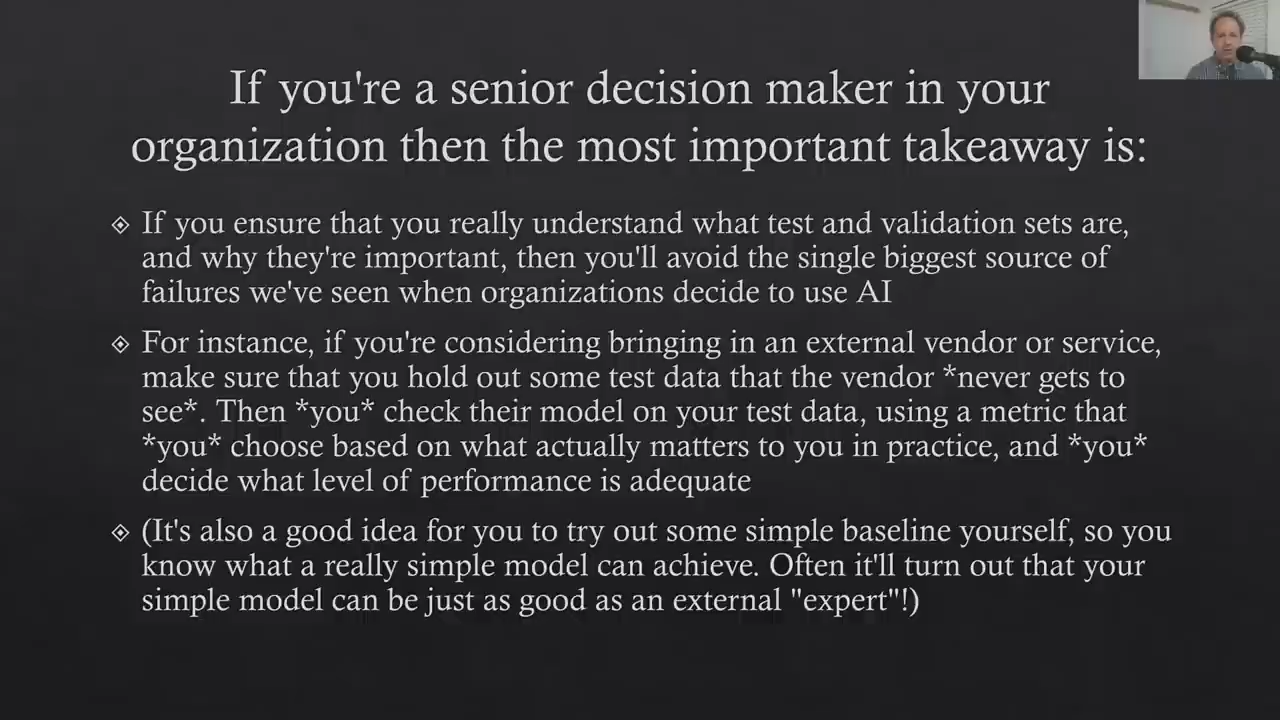 If you're a senior decision maker in your
organization then the most important takeaway is:
If you ensure that you really understand what test and validation sets are,
and why they're important, then you'll avoid the single biggest source of
failures we've seen when organizations decide to use AI
For instance, if you're considering bringing in an external vendor or service,
make sure that you hold out some test data that the vendor *never gets to
see*. Then *you* check their model on your test data, using a metric that
*you* choose based on what actually matters to you in practice, and *you*
decide what level of performance is adequate
(It's also a good idea for you to try out some simple baseline yourself, so you
know what a really simple model can achieve. Often it'll turn out that your
simple model can be just as good as an external "expert"!)